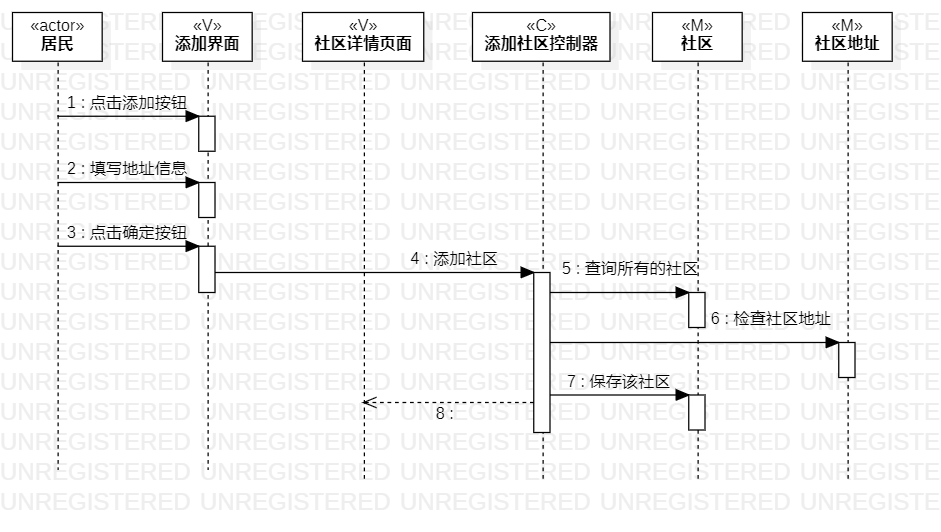 «actor» «V» «V» «C» «M» «M»
居民 添加界面 社区详情页面 添加社区控制器 社区 社区地址
1 : 点击添加按钮
2 : 填写地址信息
3 : 点击确定按钮
4 : 添加社区
5 : 查询所有的社区
6 : 检查社区地址
7 : 保存该社区
8 :
UNREGISTERED UNREGISTERED UNREGISTERED UNREGISTERED UNREGISTE